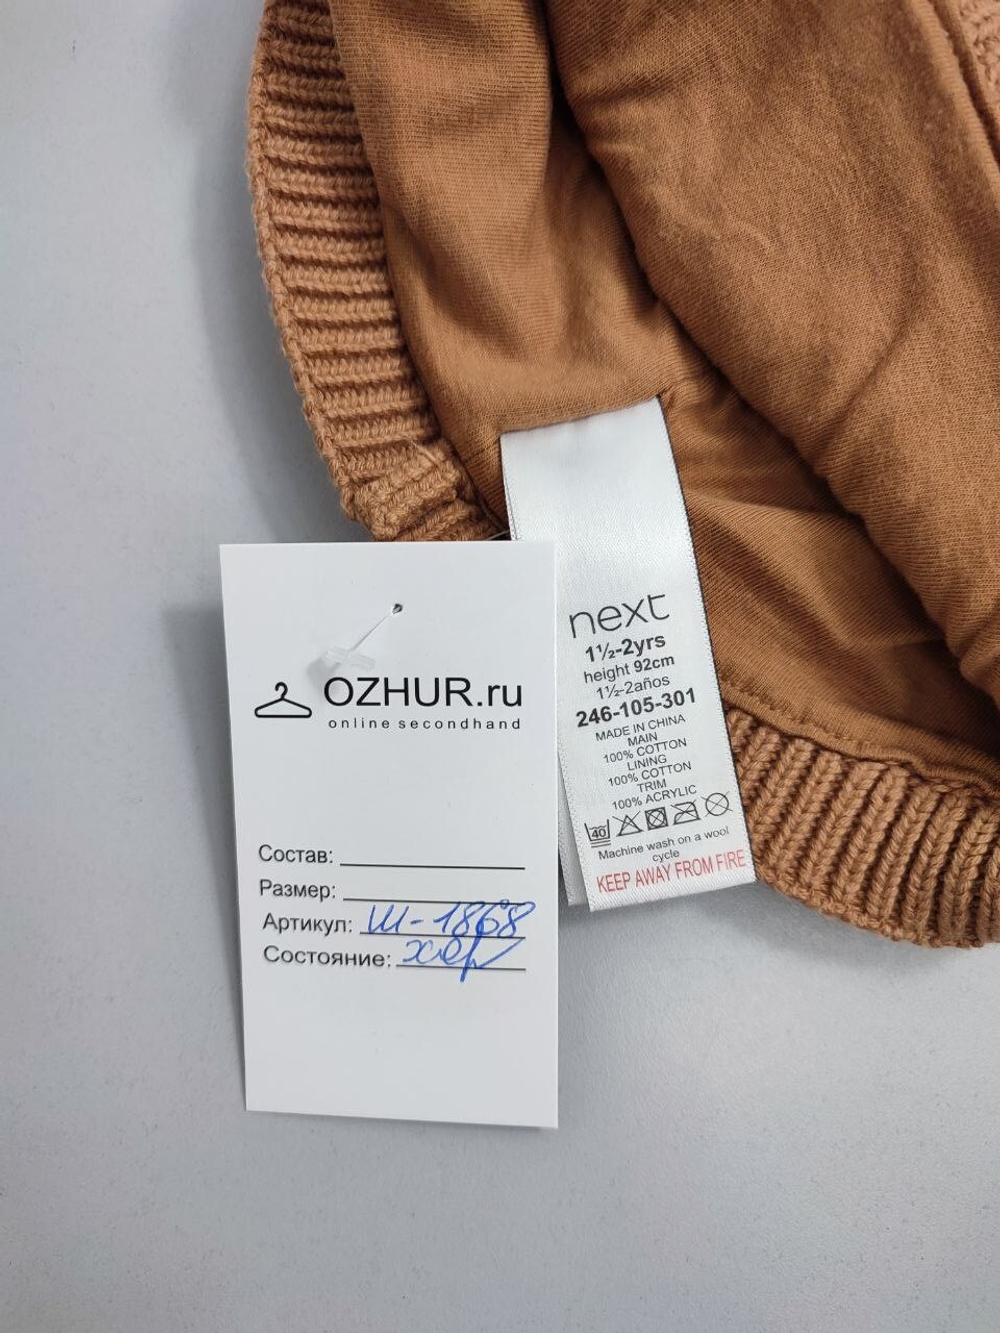 next
1½-2yrs
height 92cm
1½-2años
246-105-301
MADE IN CHINA
MAIN
100% COTTON
LINING
100% COTTON
TRIM
100% ACRYLIC
40
Machine wash on a wool
cycle
KEEP AWAY FROM FIRE
OZHUR.ru
online secondhand
Состав:
Размер:
Артикул: Ш-1868
Состояние: хор